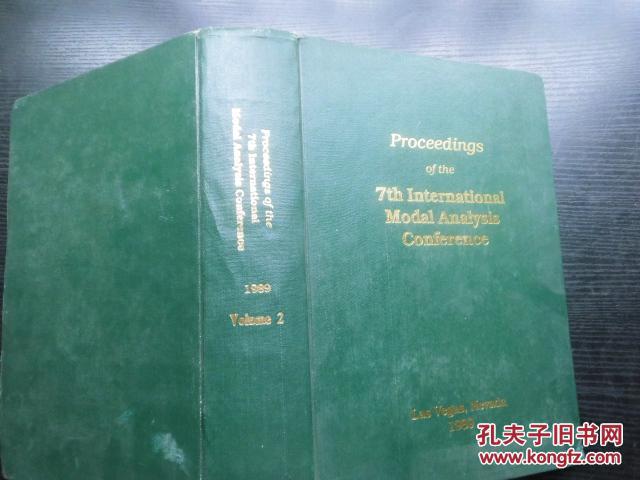 Proceedings of the
7th International
Modal Analysis Conference
1989
Volume 2
Proceedings
of the
7th International
Modal Analysis
Conference
Las Vegas, Nevada
1989
孔夫子旧书网
www.kongfz.com